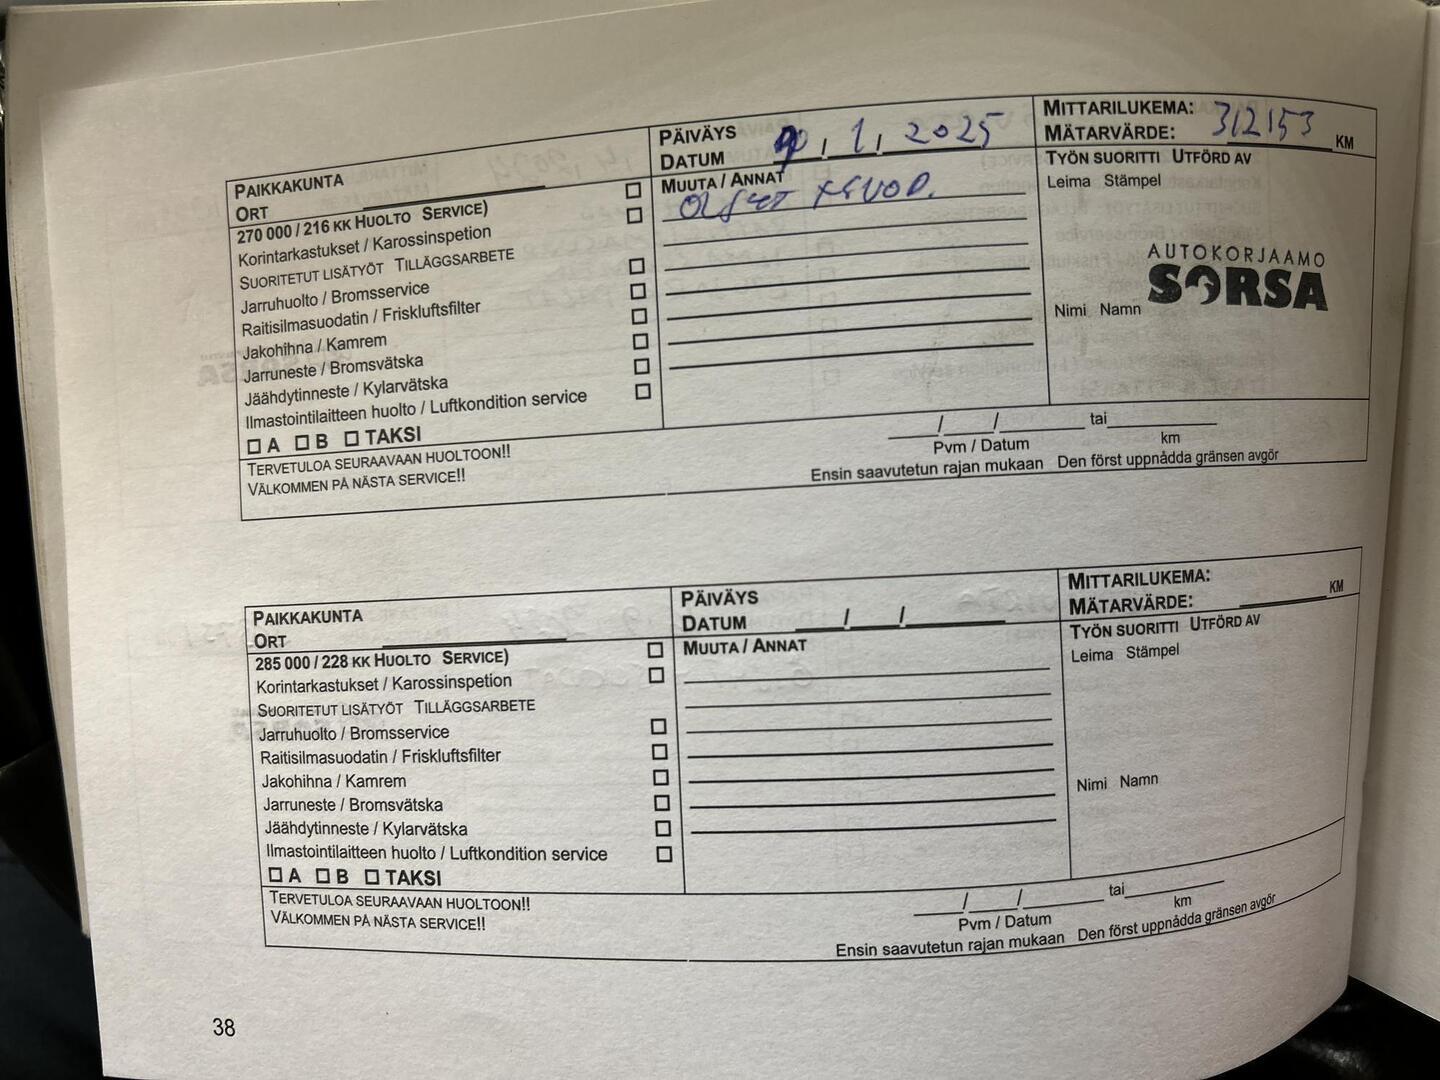 PAIKKAKUNTA
ORT
PÄIVÄYS
DATUM , 1, 2025
MITTARILUKEMA:
MÄTARVÄRDE: 312153 KM
270 000 / 216 KK HUOLTO SERVICE)
Korintarkastukset / Karossinspetion
SUORITETUT LISÄTYÖT TILLÄGGSARBETE
Jarruhuolto / Bromsservice
Raitisilmasuodatin / Friskluftsfilter
Jakohihna / Kamrem
Jarruneste / Bromsvätska
Jäähdytinneste / Kylarvätska
Ilmastointilaitteen huolto / Luftkondition service
A B TAKSI
MUUTA / ANNAT
TYÖN SUORITTI UTFÖRD AV
Leima Stämpel
AUTOKORJAAMO
SORSA
Nimi Namn
TERVETULOA SEURAAVAAN HUOLTOON!!
VÄLKOMMEN PÅ NÄSTA SERVICE!!
/ / tai
Pvm / Datum km
Ensin saavutetun rajan mukaan Den först uppnådda gränsen avgör
PAIKKAKUNTA
ORT
PÄIVÄYS
DATUM / /
MITTARILUKEMA:
MÄTARVÄRDE: KM
285 000 / 228 KK HUOLTO SERVICE)
Korintarkastukset / Karossinspetion
SUORITETUT LISÄTYÖT TILLÄGGSARBETE
Jarruhuolto / Bromsservice
Raitisilmasuodatin / Friskluftsfilter
Jakohihna / Kamrem
Jarruneste / Bromsvätska
Jäähdytinneste / Kylarvätska
Ilmastointilaitteen huolto / Luftkondition service
A B TAKSI
MUUTA / ANNAT
TYÖN SUORITTI UTFÖRD AV
Leima Stämpel
Nimi Namn
TERVETULOA SEURAAVAAN HUOLTOON!!
VÄLKOMMEN PÅ NÄSTA SERVICE!!
/ / tai
Pvm / Datum km
Ensin saavutetun rajan mukaan Den först uppnådda gränsen avgör
38